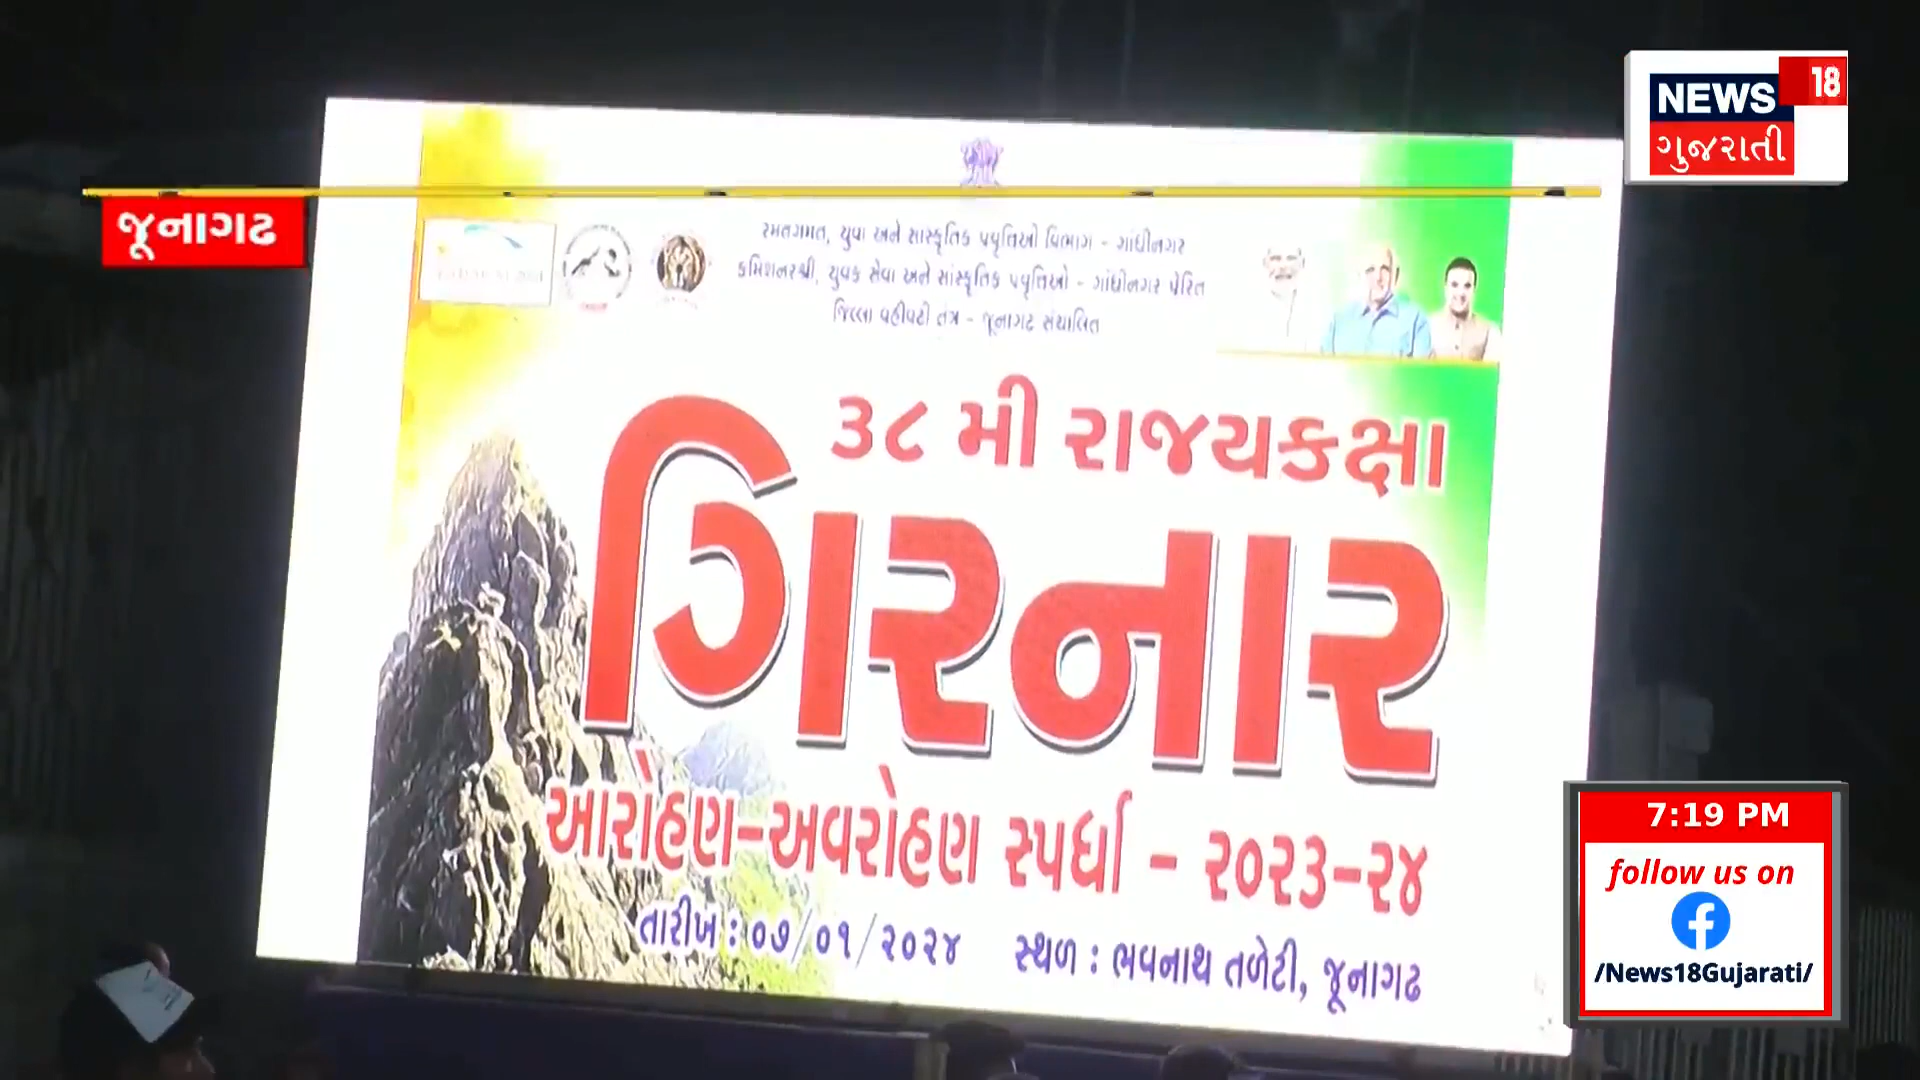 NEWS 18
ગુજરાતી
જૂનાગઢ
રમતગમત, યુવા અને સાંસ્કૃતિક પ્રવૃત્તિઓ વિભાગ - ગાંધીનગર
કમિશનરશ્રી, યુવક સેવા અને સાંસ્કૃતિક પ્રવૃત્તિઓ - ગાંધીનગર પ્રેરિત
જિલ્લા વહીવટી તંત્ર - જૂનાગઢ સંચાલિત
૩૮ મી રાજ્યકક્ષા
ગિરનાર
આરોહણ-અવરોહણ સ્પર્ધા - ૨૦૨૩-૨૪
તારીખ : ૦૭/૦૧/૨૦૨૪ સ્થળ : ભવનાથ તળેટી, જૂનાગઢ
7:19 PM
follow us on
/News18Gujarati/